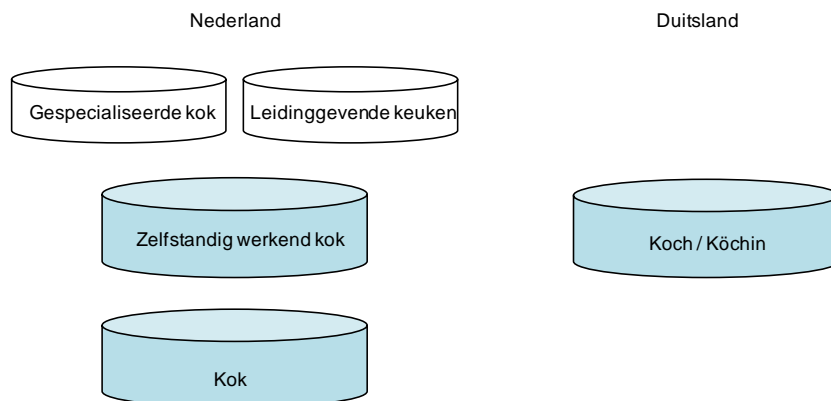 Nederland
Duitsland
Gespecialiseerde kok
Leidinggevende keuken
Zelfstandig werkend kok
Koch / Köchin
Kok